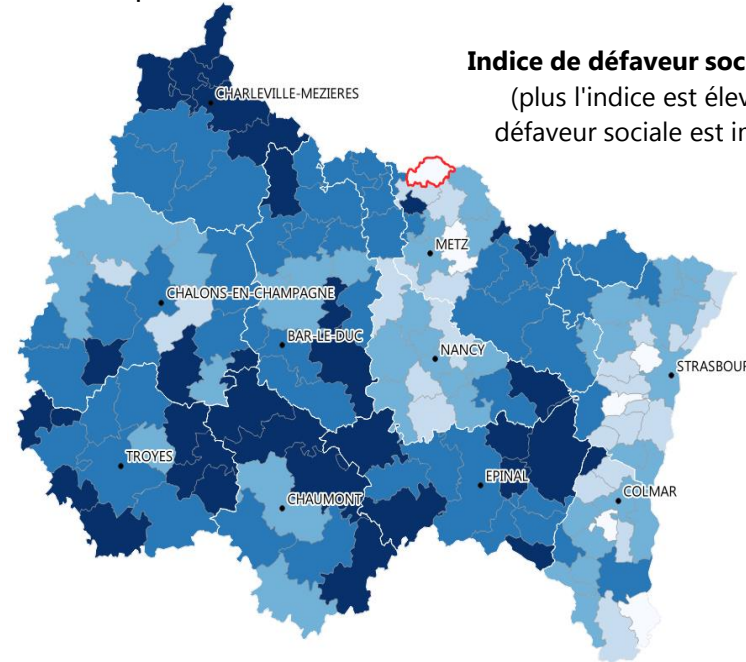 Indice de défaveur soc
(plus l'indice est élev
défaveur sociale est in
CHARLEVILLE-MEZIERES
METZ
CHALONS-EN-CHAMPAGNE
BAR-LE-DUC
NANCY
STRASBOUR
TROYES
EPINAL
CHAUMONT
COLMAR